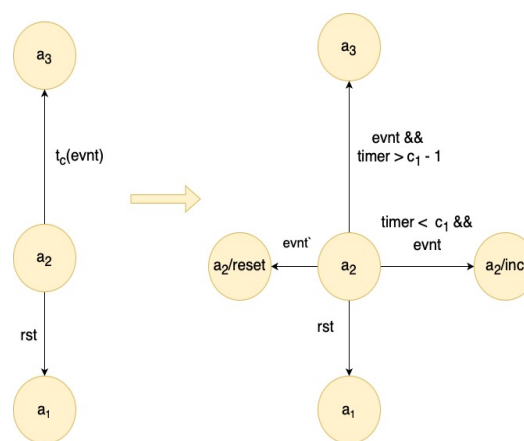 a₃
t_c(evnt)
a₂
rst
a₁
a₃
evnt &&
timer > c₁ - 1
timer < c₁ &&
evnt
a₂/reset
evnt`
a₂
a₂/inc
rst
a₁